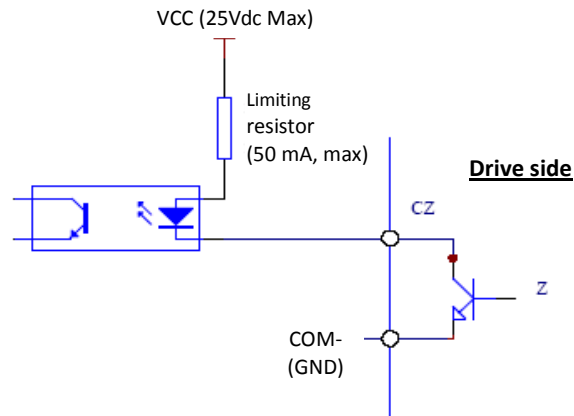 VCC (25Vdc Max)
Limiting
resistor
(50 mA, max)
Drive side
CZ
Z
COM-
(GND)